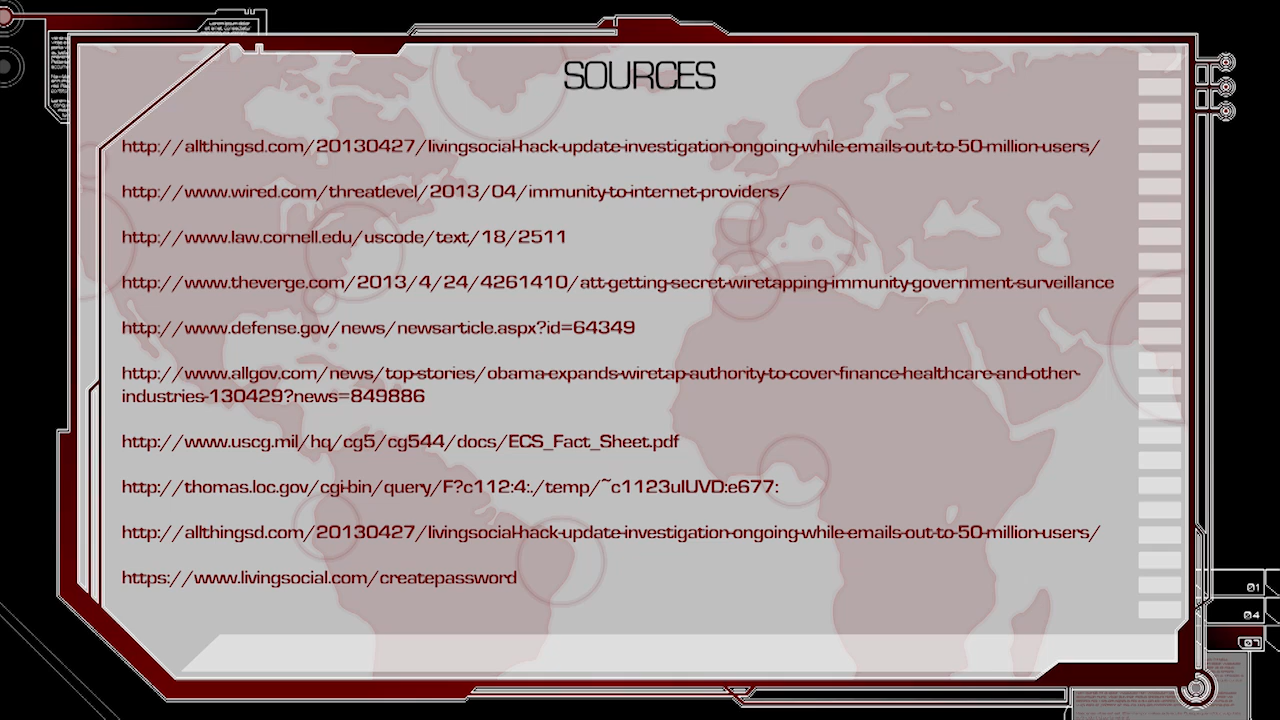 SOURCES
http://allthingsd.com/20130427/livingsocial-hack-update-investigation-ongoing-while-emails-out-to-50-million-users/
http://www.wired.com/threatlevel/2013/04/immunity-to-internet-providers/
http://www.law.cornell.edu/uscode/text/18/2511
http://www.theverge.com/2013/4/24/4261410/att-getting-secret-wiretapping-immunity-government-surveillance
http://www.defense.gov/news/newsarticle.aspx?id=64349
http://www.allgov.com/news/top-stories/obama-expands-wiretap-authority-to-cover-finance-healthcare-and-other-
industries-130429?news=849886
http://www.uscg.mil/hq/cg5/cg544/docs/ECS_Fact_Sheet.pdf
http://thomas.loc.gov/cgi-bin/query/F?c112:4:./temp/~c1123uIUVD:e677:
http://allthingsd.com/20130427/livingsocial-hack-update-investigation-ongoing-while-emails-out-to-50-million-users/
https://www.livingsocial.com/createpassword
01
04
07